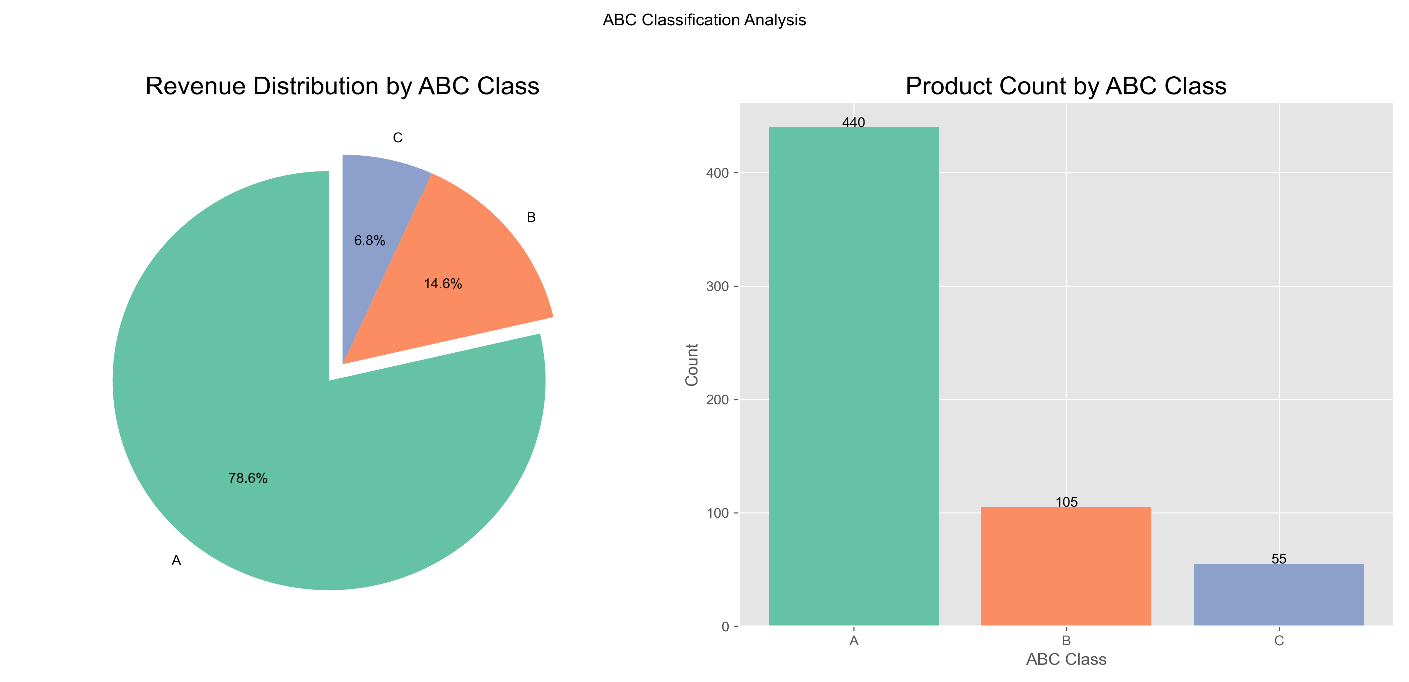 ABC Classification Analysis
Revenue Distribution by ABC Class
C
B
6.8%
14.6%
78.6%
A
Product Count by ABC Class
440
105
55
400
300
200
100
0
Count
A B C
ABC Class